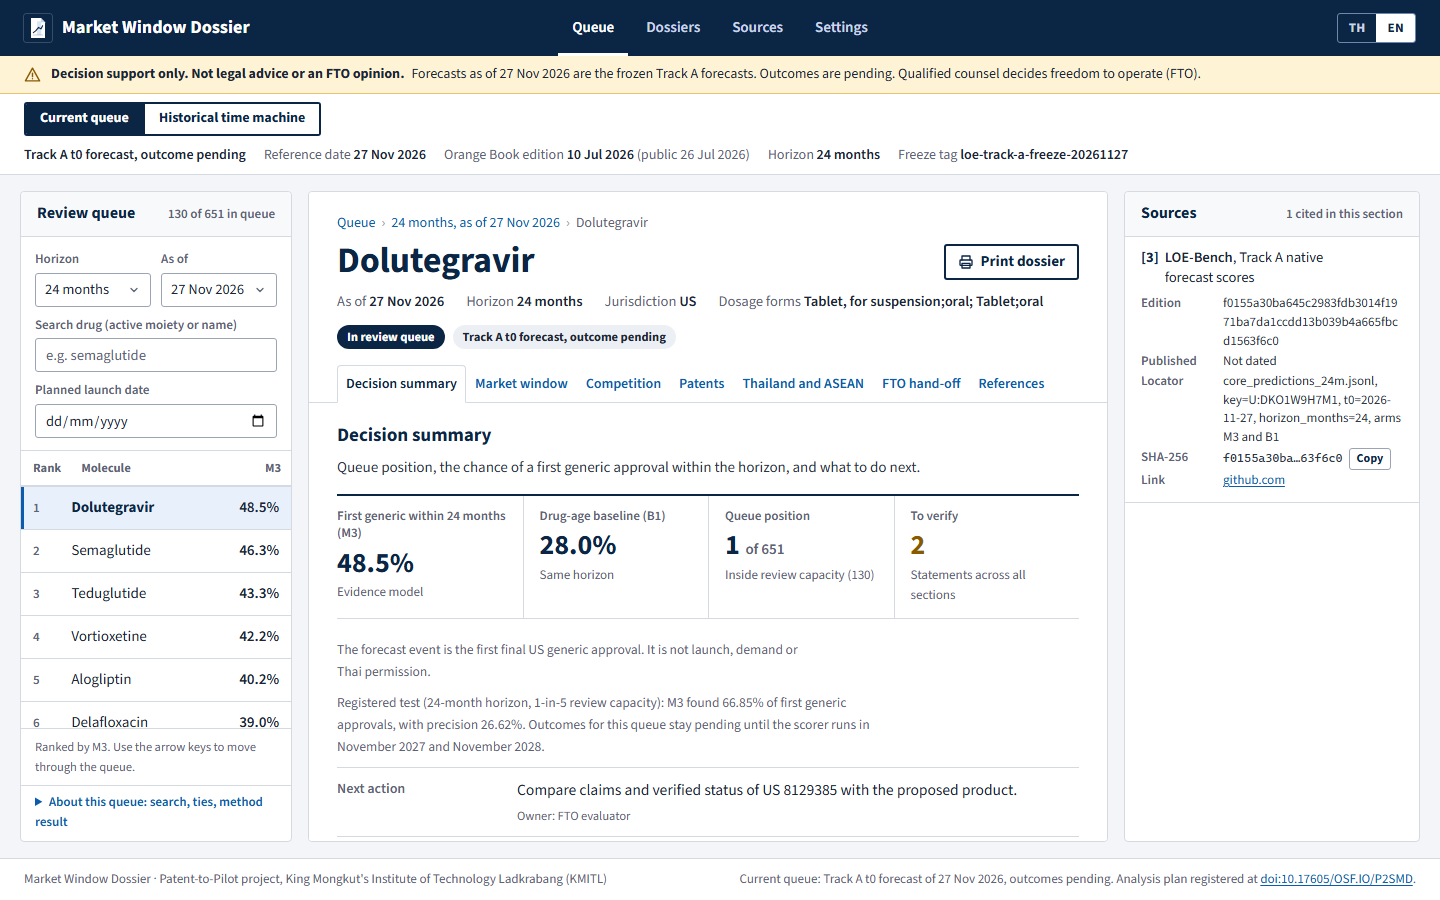 Market Window Dossier
Queue Dossiers Sources Settings
TH EN
Decision support only. Not legal advice or an FTO opinion. Forecasts as of 27 Nov 2026 are the frozen Track A forecasts. Outcomes are pending. Qualified counsel decides freedom to operate (FTO).
Current queue Historical time machine
Track A t0 forecast, outcome pending Reference date 27 Nov 2026 Orange Book edition 10 Jul 2026 (public 26 Jul 2026) Horizon 24 months Freeze tag loe-track-a-freeze-20261127
Review queue 130 of 651 in queue
Horizon As of
24 months 27 Nov 2026
Search drug (active moiety or name)
e.g. semaglutide
Planned launch date
dd/mm/yyyy
Rank Molecule M3
1 Dolutegravir 48.5%
2 Semaglutide 46.3%
3 Teduglutide 43.3%
4 Vortioxetine 42.2%
5 Alogliptin 40.2%
6 Delafloxacin 39.0%
Ranked by M3. Use the arrow keys to move
through the queue.
About this queue: search, ties, method
result
Queue › 24 months, as of 27 Nov 2026 › Dolutegravir
Dolutegravir
Print dossier
As of 27 Nov 2026 Horizon 24 months Jurisdiction US Dosage forms Tablet, for suspension;oral; Tablet;oral
In review queue Track A t0 forecast, outcome pending
Decision summary Market window Competition Patents Thailand and ASEAN FTO hand-off References
Decision summary
Queue position, the chance of a first generic approval within the horizon, and what to do next.
First generic within 24 months
(M3)
48.5%
Evidence model
Drug-age baseline (B1)
28.0%
Same horizon
Queue position
1 of 651
Inside review capacity (130)
To verify
2
Statements across all
sections
The forecast event is the first final US generic approval. It is not launch, demand or
Thai permission.
Registered test (24-month horizon, 1-in-5 review capacity): M3 found 66.85% of first generic
approvals, with precision 26.62%. Outcomes for this queue stay pending until the scorer runs in
November 2027 and November 2028.
Next action Compare claims and verified status of US 8129385 with the proposed product.
Owner: FTO evaluator
Sources 1 cited in this section
[3] LOE-Bench, Track A native
forecast scores
Edition f0155a30ba645c2983fdb3014f19
71ba7da1ccdd13b039b4a665fbc
d1563f6c0
Published Not dated
Locator core_predictions_24m.jsonl,
key=U:DKO1W9H7M1, t0=2026-
11-27, horizon_months=24, arms
M3 and B1
SHA-256 f0155a30ba…63f6c0 Copy
Link github.com
Market Window Dossier · Patent-to-Pilot project, King Mongkut's Institute of Technology Ladkrabang (KMITL)
Current queue: Track A t0 forecast of 27 Nov 2026, outcomes pending. Analysis plan registered at doi:10.17605/OSF.IO/P2SMD.